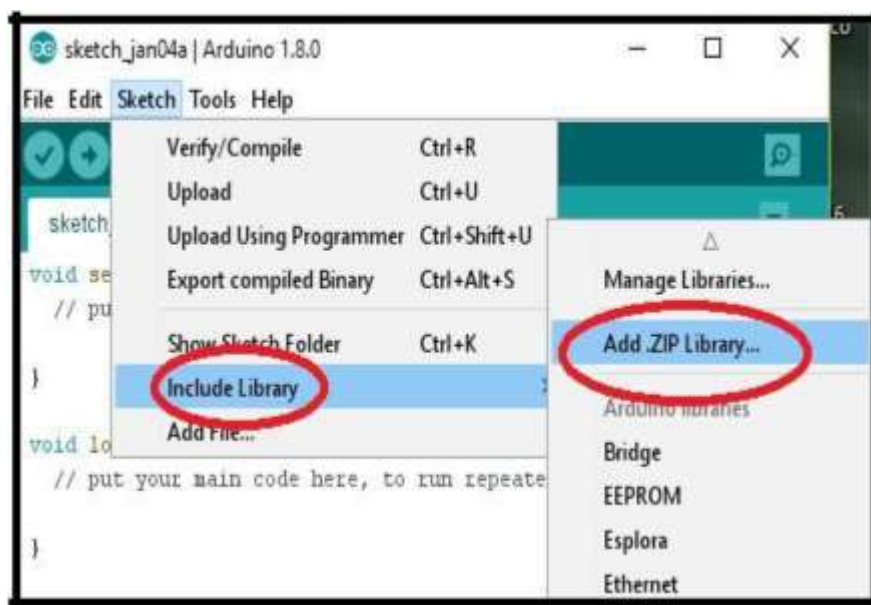 sketch_jan04a | Arduino 1.8.0
File Edit Sketch Tools Help
Verify/Compile Ctrl+R
Upload Ctrl+U
Upload Using Programmer Ctrl+Shift+U
Export compiled Binary Ctrl+Alt+S
Show Sketch Folder Ctrl+K
Include Library
Add File...
Manage Libraries...
Add .ZIP Library...
Arduino libraries
Bridge
EEPROM
Esplora
Ethernet
sketch_
void se
// pu
}
void lo
// put your main code here, to run repeate
}